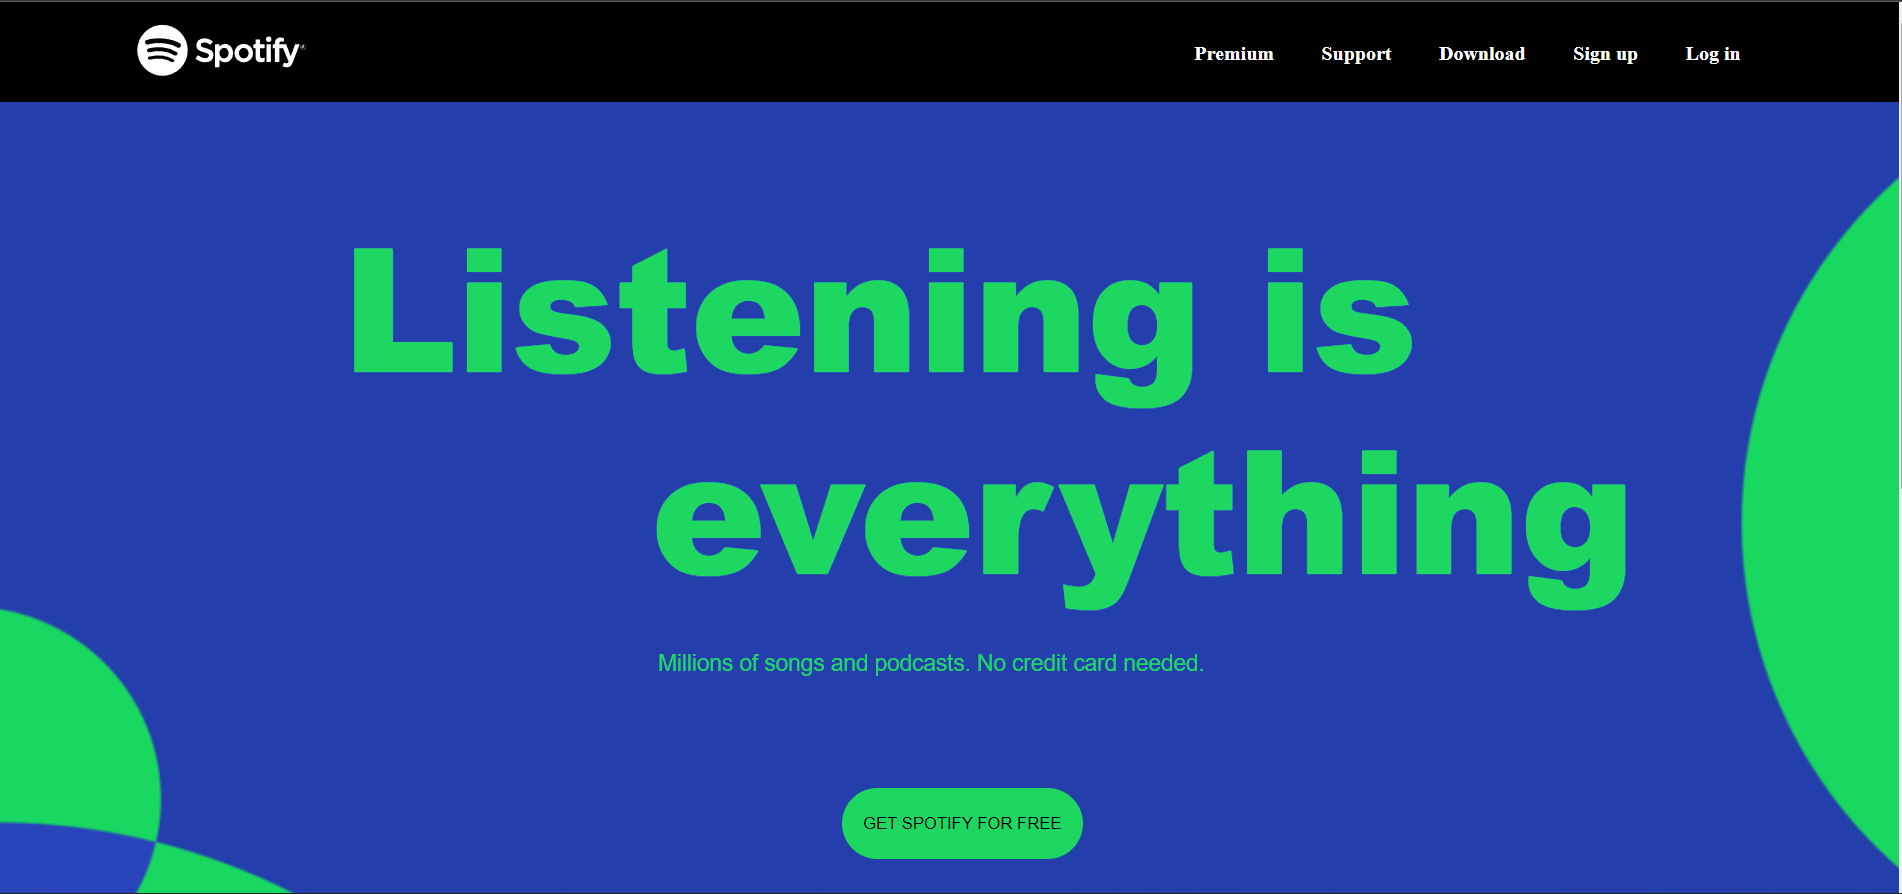 Spotify®
Premium Support Download Sign up Log in
Listening is
everything
Millions of songs and podcasts. No credit card needed.
GET SPOTIFY FOR FREE